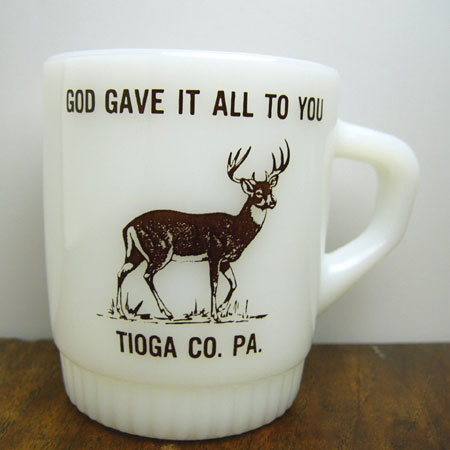 GOD GAVE IT ALL TO YOU
TIOGA CO. PA.